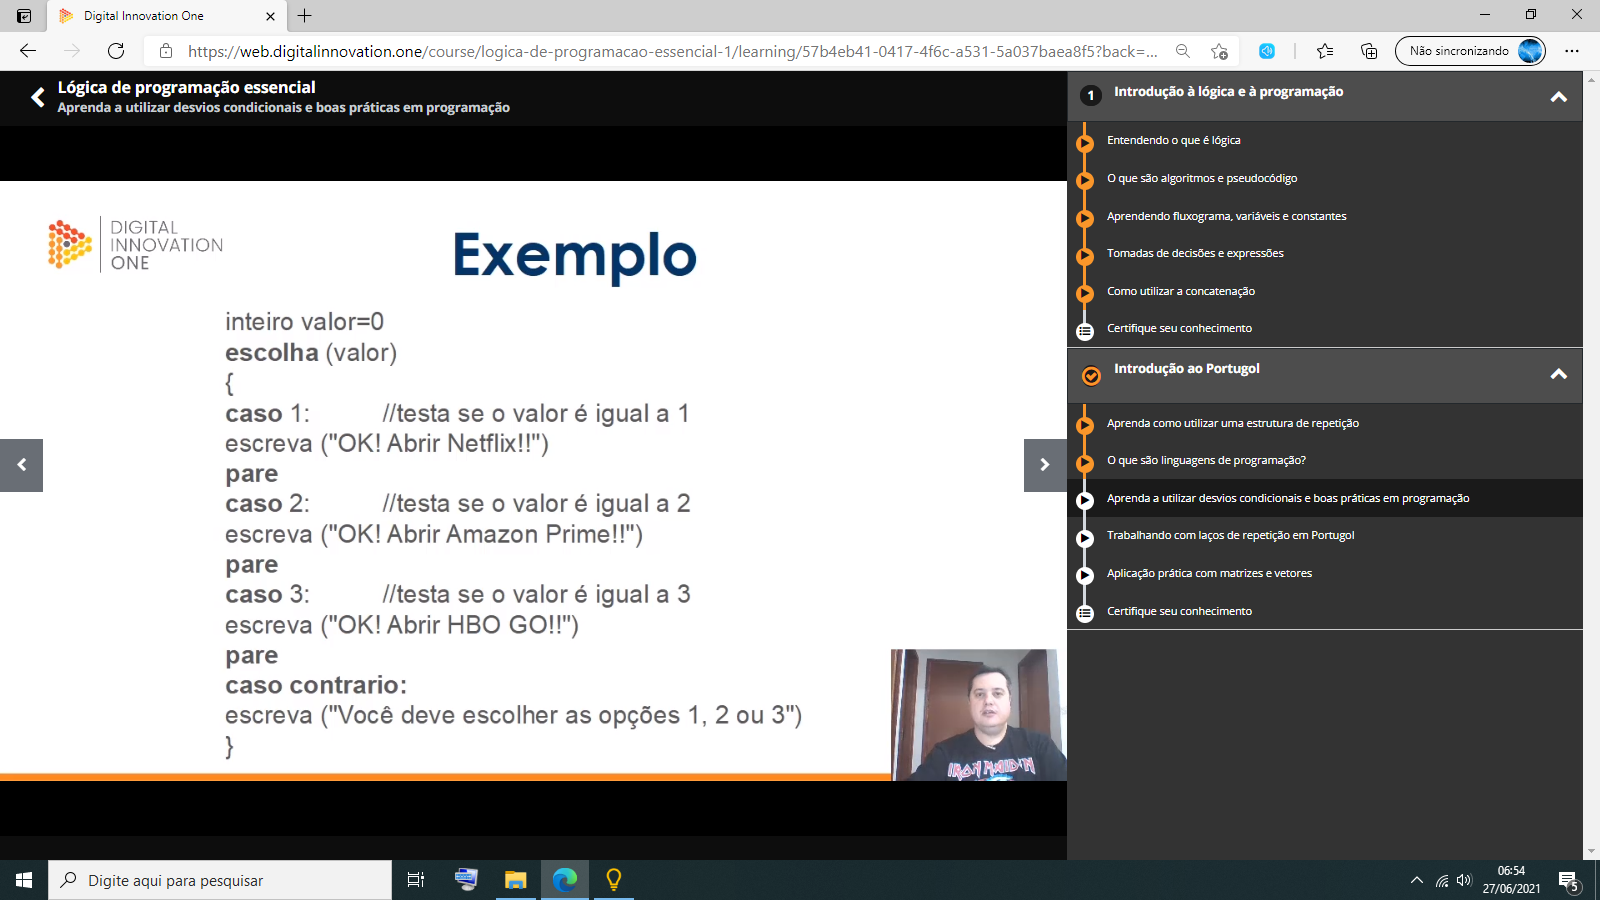 Digital Innovation One
https://web.digitalinnovation.one/course/logica-de-programacao-essencial-1/learning/57b4eb41-0417-4f6c-a531-5a037baea8f5?back=...
Não sincronizando
Lógica de programação essencial
Aprenda a utilizar desvios condicionais e boas práticas em programação
DIGITAL
INNOVATION
ONE
Exemplo
inteiro valor=0
escolha (valor)
{
caso 1: //testa se o valor é igual a 1
escreva ("OK! Abrir Netflix!!")
pare
caso 2: //testa se o valor é igual a 2
escreva ("OK! Abrir Amazon Prime!!")
pare
caso 3: //testa se o valor é igual a 3
escreva ("OK! Abrir HBO GO!!")
pare
caso contrario:
escreva ("Você deve escolher as opções 1, 2 ou 3")
}
IRON MAIDEN
1 Introdução à lógica e à programação
Entendendo o que é lógica
O que são algoritmos e pseudocódigo
Aprendendo fluxograma, variáveis e constantes
Tomadas de decisões e expressões
Como utilizar a concatenação
Certifique seu conhecimento
Introdução ao Portugol
Aprenda como utilizar uma estrutura de repetição
O que são linguagens de programação?
Aprenda a utilizar desvios condicionais e boas práticas em programação
Trabalhando com laços de repetição em Portugol
Aplicação prática com matrizes e vetores
Certifique seu conhecimento
Digite aqui para pesquisar
06:54
27/06/2021
5